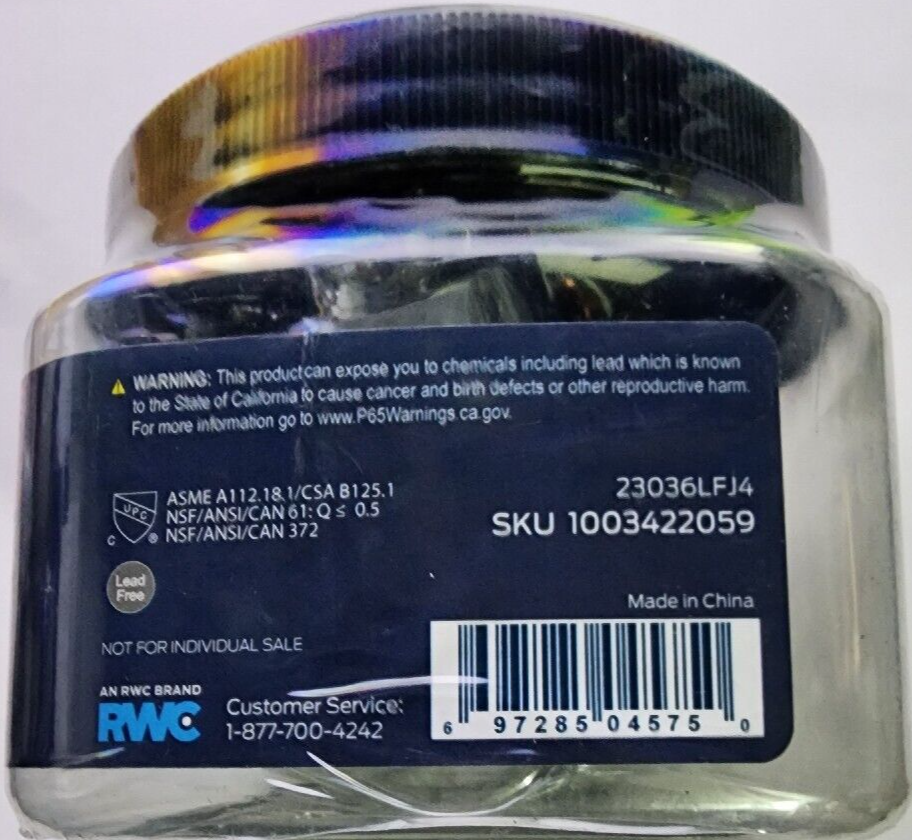 WARNING: This product can expose you to chemicals including lead which is known
to the State of California to cause cancer and birth defects or other reproductive harm.
For more information go to www.P65Warnings.ca.gov.
UPC
C ®
ASME A112.18.1/CSA B125.1
NSF/ANSI/CAN 61: Q ≤ 0.5
NSF/ANSI/CAN 372
23036LFJ4
SKU 1003422059
Lead
Free
Made in China
NOT FOR INDIVIDUAL SALE
AN RWC BRAND
RWC
Customer Service:
1-877-700-4242
6 97285 04575 0